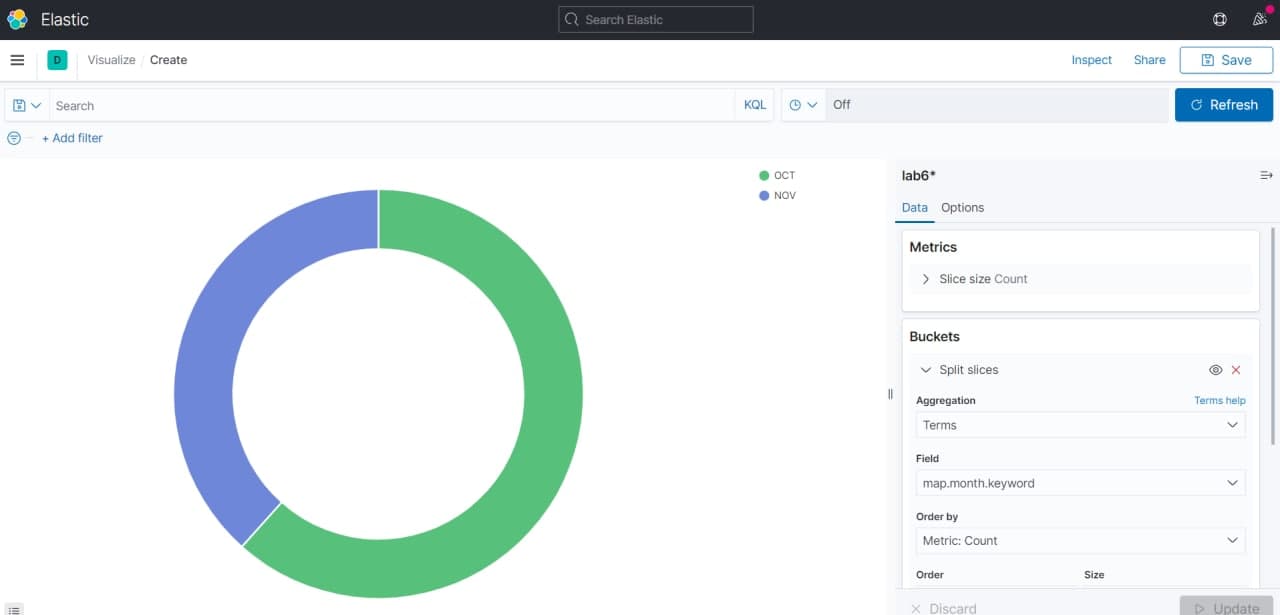 Elastic
Search Elastic
D
Visualize / Create
Inspect
Share
Save
Search
KQL
Off
Refresh
+ Add filter
OCT
NOV
lab6*
Data
Options
Metrics
Slice size Count
Buckets
Split slices
Aggregation
Terms help
Terms
Field
map.month.keyword
Order by
Metric: Count
Order
Size
Discard
Update